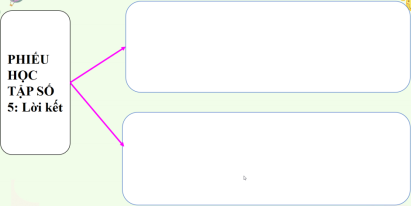 PHIẾU
HỌC
TẬP SỐ
5: Lời kết